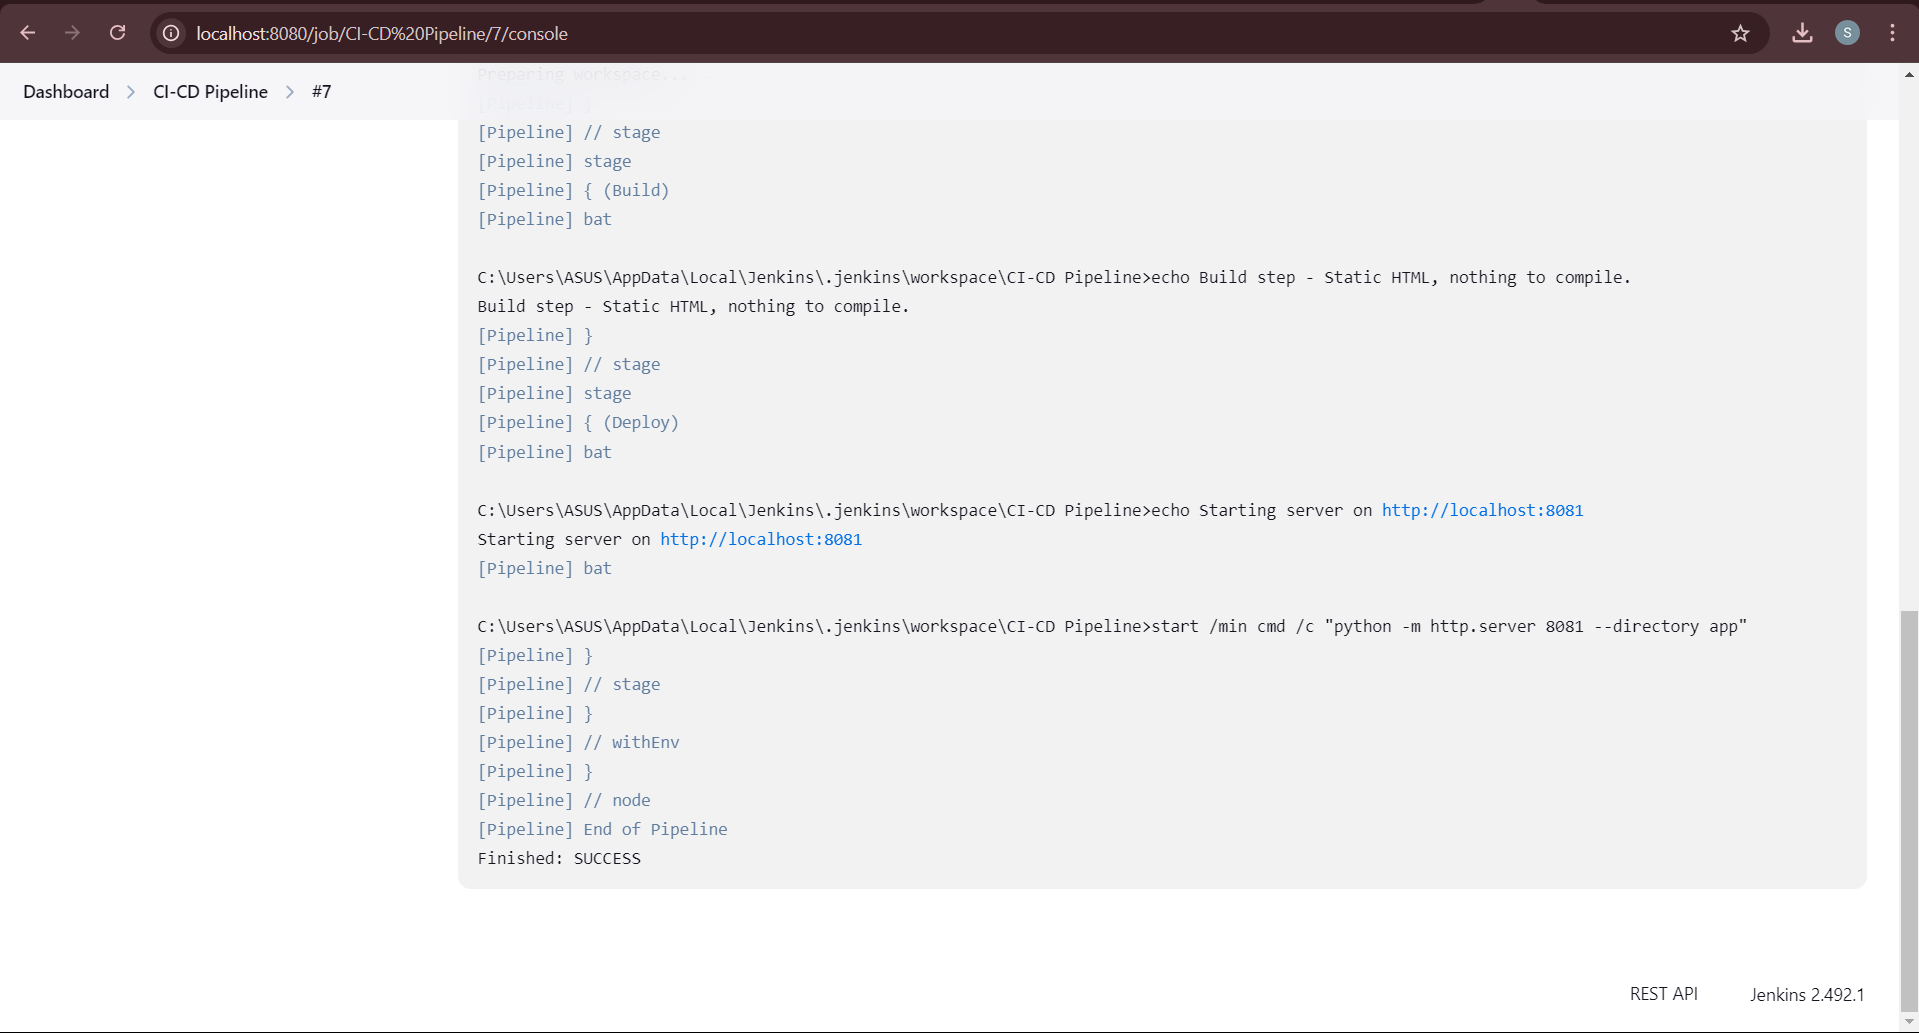 localhost:8080/job/CI-CD%20Pipeline/7/console
S
Dashboard > CI-CD Pipeline > #7
Preparing workspace...
[Pipeline] }
[Pipeline] // stage
[Pipeline] stage
[Pipeline] { (Build)
[Pipeline] bat
C:\Users\ASUS\AppData\Local\Jenkins\.jenkins\workspace\CI-CD Pipeline>echo Build step - Static HTML, nothing to compile.
Build step - Static HTML, nothing to compile.
[Pipeline] }
[Pipeline] // stage
[Pipeline] stage
[Pipeline] { (Deploy)
[Pipeline] bat
C:\Users\ASUS\AppData\Local\Jenkins\.jenkins\workspace\CI-CD Pipeline>echo Starting server on http://localhost:8081
Starting server on http://localhost:8081
[Pipeline] bat
C:\Users\ASUS\AppData\Local\Jenkins\.jenkins\workspace\CI-CD Pipeline>start /min cmd /c "python -m http.server 8081 --directory app"
[Pipeline] }
[Pipeline] // stage
[Pipeline] }
[Pipeline] // withEnv
[Pipeline] }
[Pipeline] // node
[Pipeline] End of Pipeline
Finished: SUCCESS
REST API
Jenkins 2.492.1